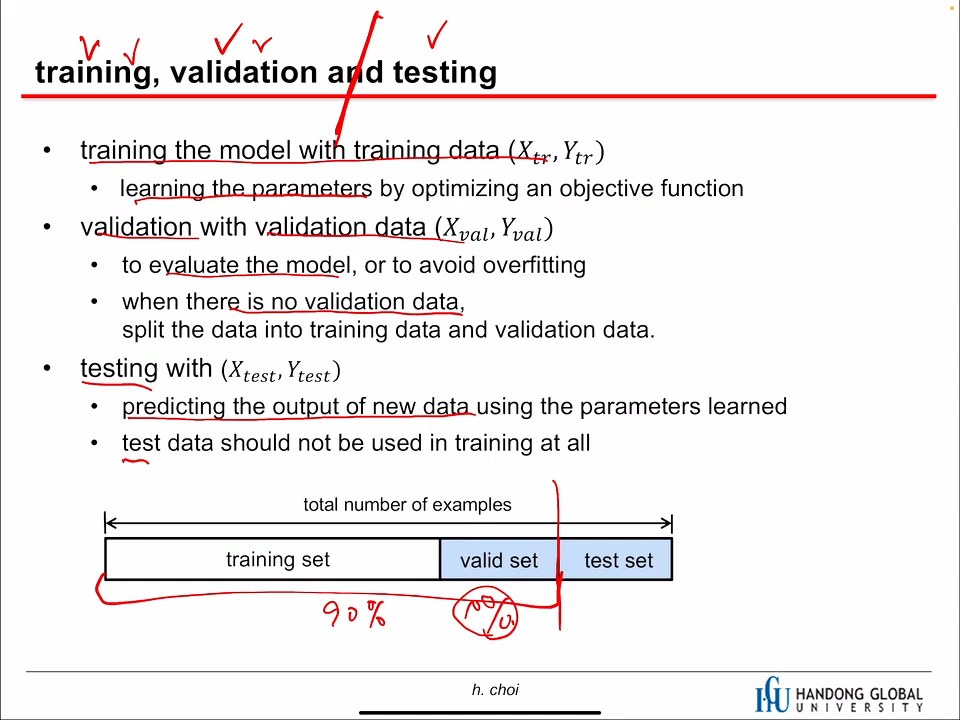 training, validation and testing
• training the model with training data (X_tr, Y_tr)
• learning the parameters by optimizing an objective function
• validation with validation data (X_val, Y_val)
• to evaluate the model, or to avoid overfitting
• when there is no validation data,
split the data into training data and validation data.
• testing with (X_test, Y_test)
• predicting the output of new data using the parameters learned
• test data should not be used in training at all
total number of examples
training set valid set test set
90%
h. choi
HANDONG GLOBAL
UNIVERSITY